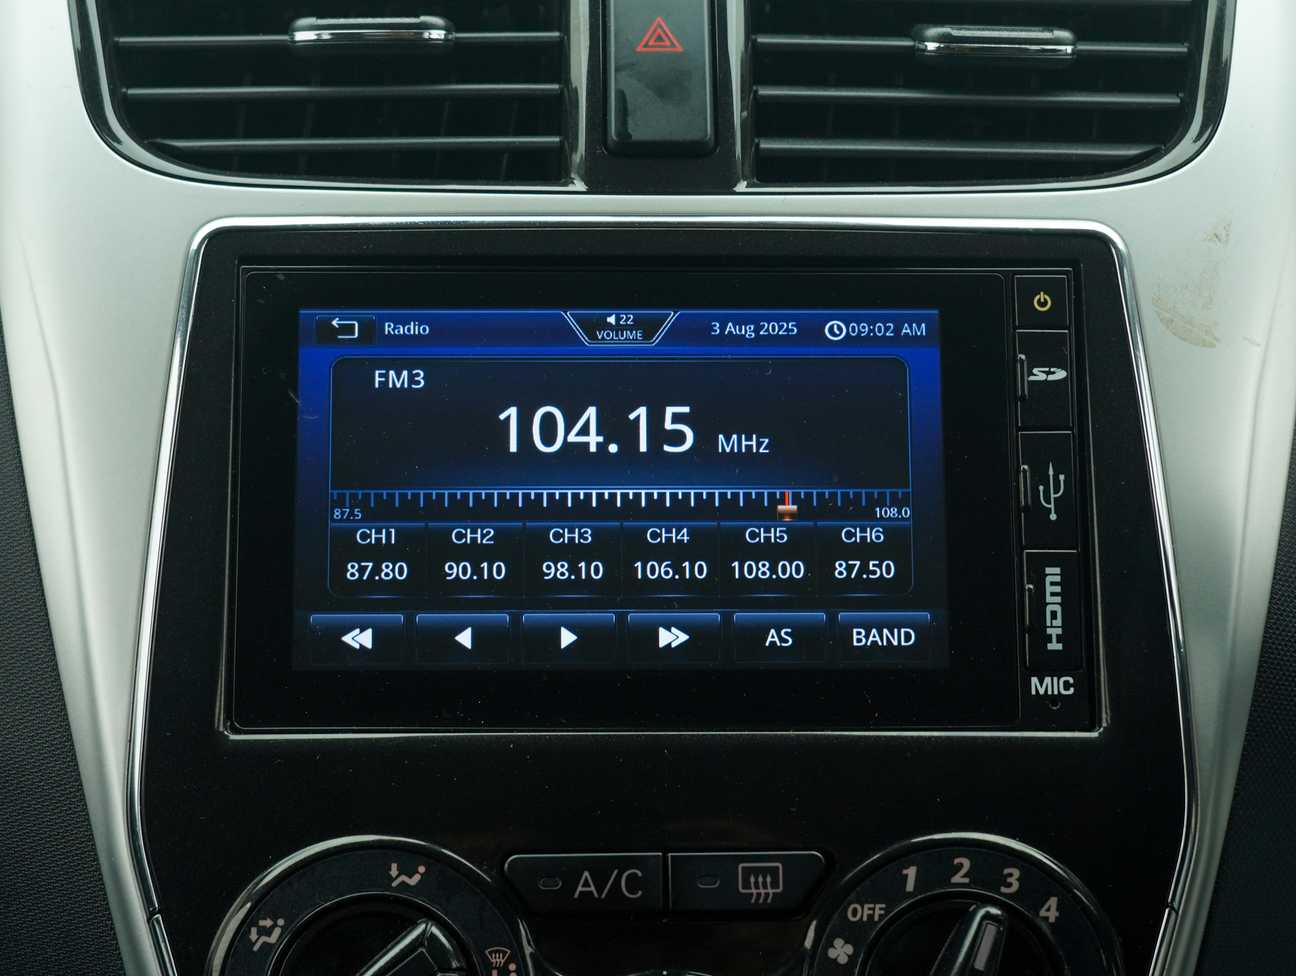 Radio 22 3 Aug 2025 09:02 AM
VOLUME
FM3
104.15 MHz
87.5 108.0
CH1 CH2 CH3 CH4 CH5 CH6
87.80 90.10 98.10 106.10 108.00 87.50
AS BAND
SD
HDMI
MIC
A/C
OFF 1 2 3 4